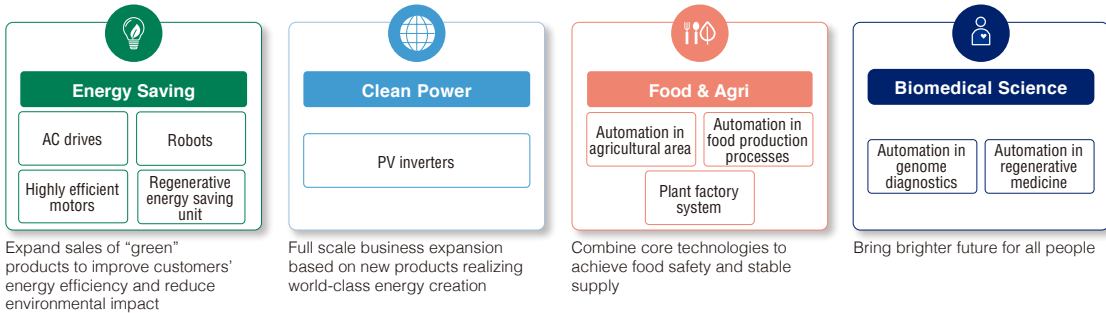 Energy Saving
AC drives
Robots
Highly efficient
motors
Regenerative
energy saving
unit
Expand sales of “green”
products to improve customers’
energy efficiency and reduce
environmental impact
Clean Power
PV inverters
Full scale business expansion
based on new products realizing
world-class energy creation
Food & Agri
Automation in
agricultural area
Automation in
food production
processes
Plant factory
system
Combine core technologies to
achieve food safety and stable
supply
Biomedical Science
Automation in
genome
diagnostics
Automation in
regenerative
medicine
Bring brighter future for all people